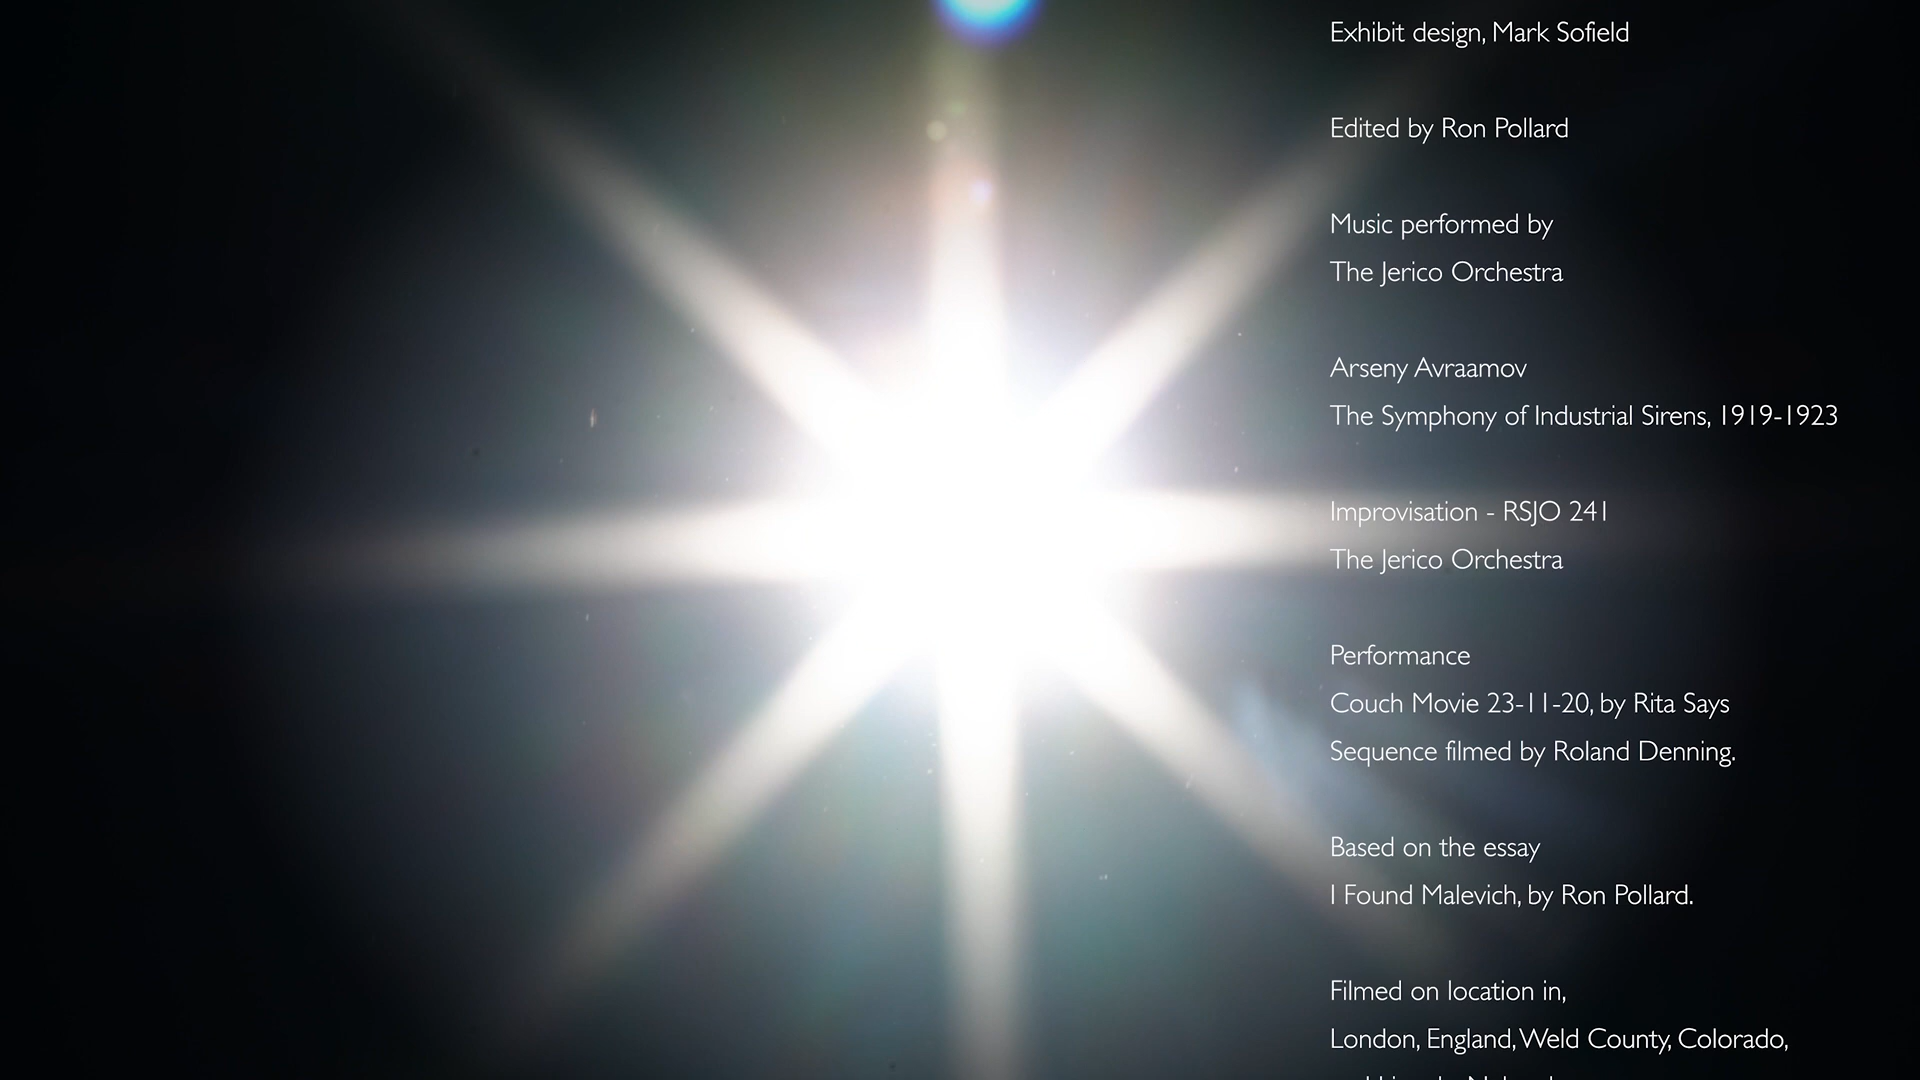 Exhibit design, Mark Sofield
Edited by Ron Pollard
Music performed by
The Jerico Orchestra
Arseny Avraamov
The Symphony of Industrial Sirens, 1919-1923
Improvisation - RSJO 241
The Jerico Orchestra
Performance
Couch Movie 23-11-20, by Rita Says
Sequence filmed by Roland Denning.
Based on the essay
I Found Malevich, by Ron Pollard.
Filmed on location in,
London, England, Weld County, Colorado,